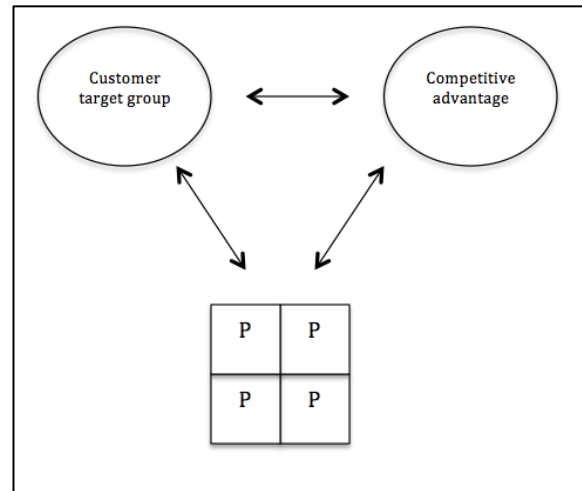 Customer
target group
Competitive
advantage
P P
P P